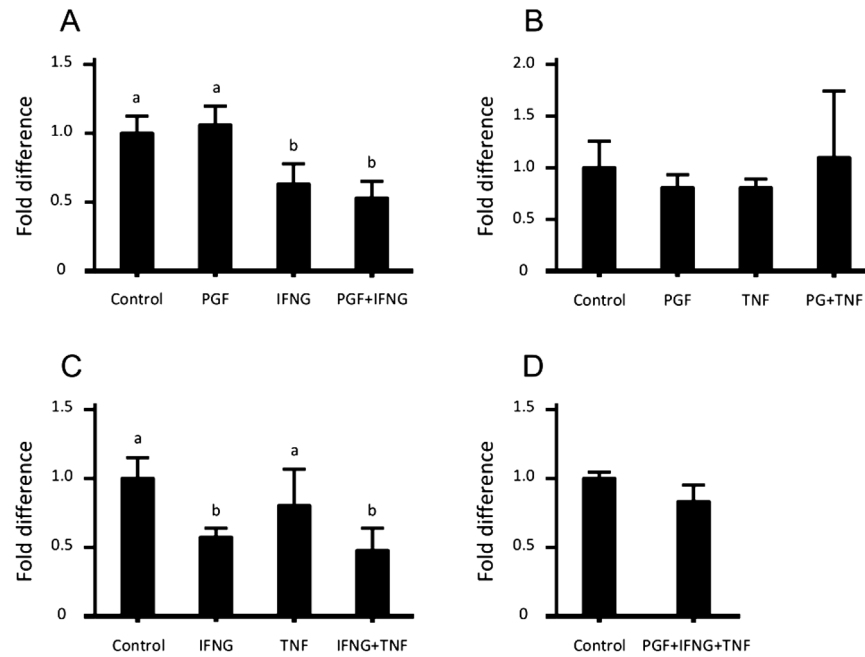 A
Fold difference
1.5
1.0
0.5
0
a
a
b
b
Control PGF IFNG PGF+IFNG
B
Fold difference
2.0
1.5
1.0
0.5
0
Control PGF TNF PG+TNF
C
Fold difference
1.5
1.0
0.5
0
a
b
a
b
Control IFNG TNF IFNG+TNF
D
Fold difference
1.5
1.0
0.5
0
Control PGF+IFNG+TNF